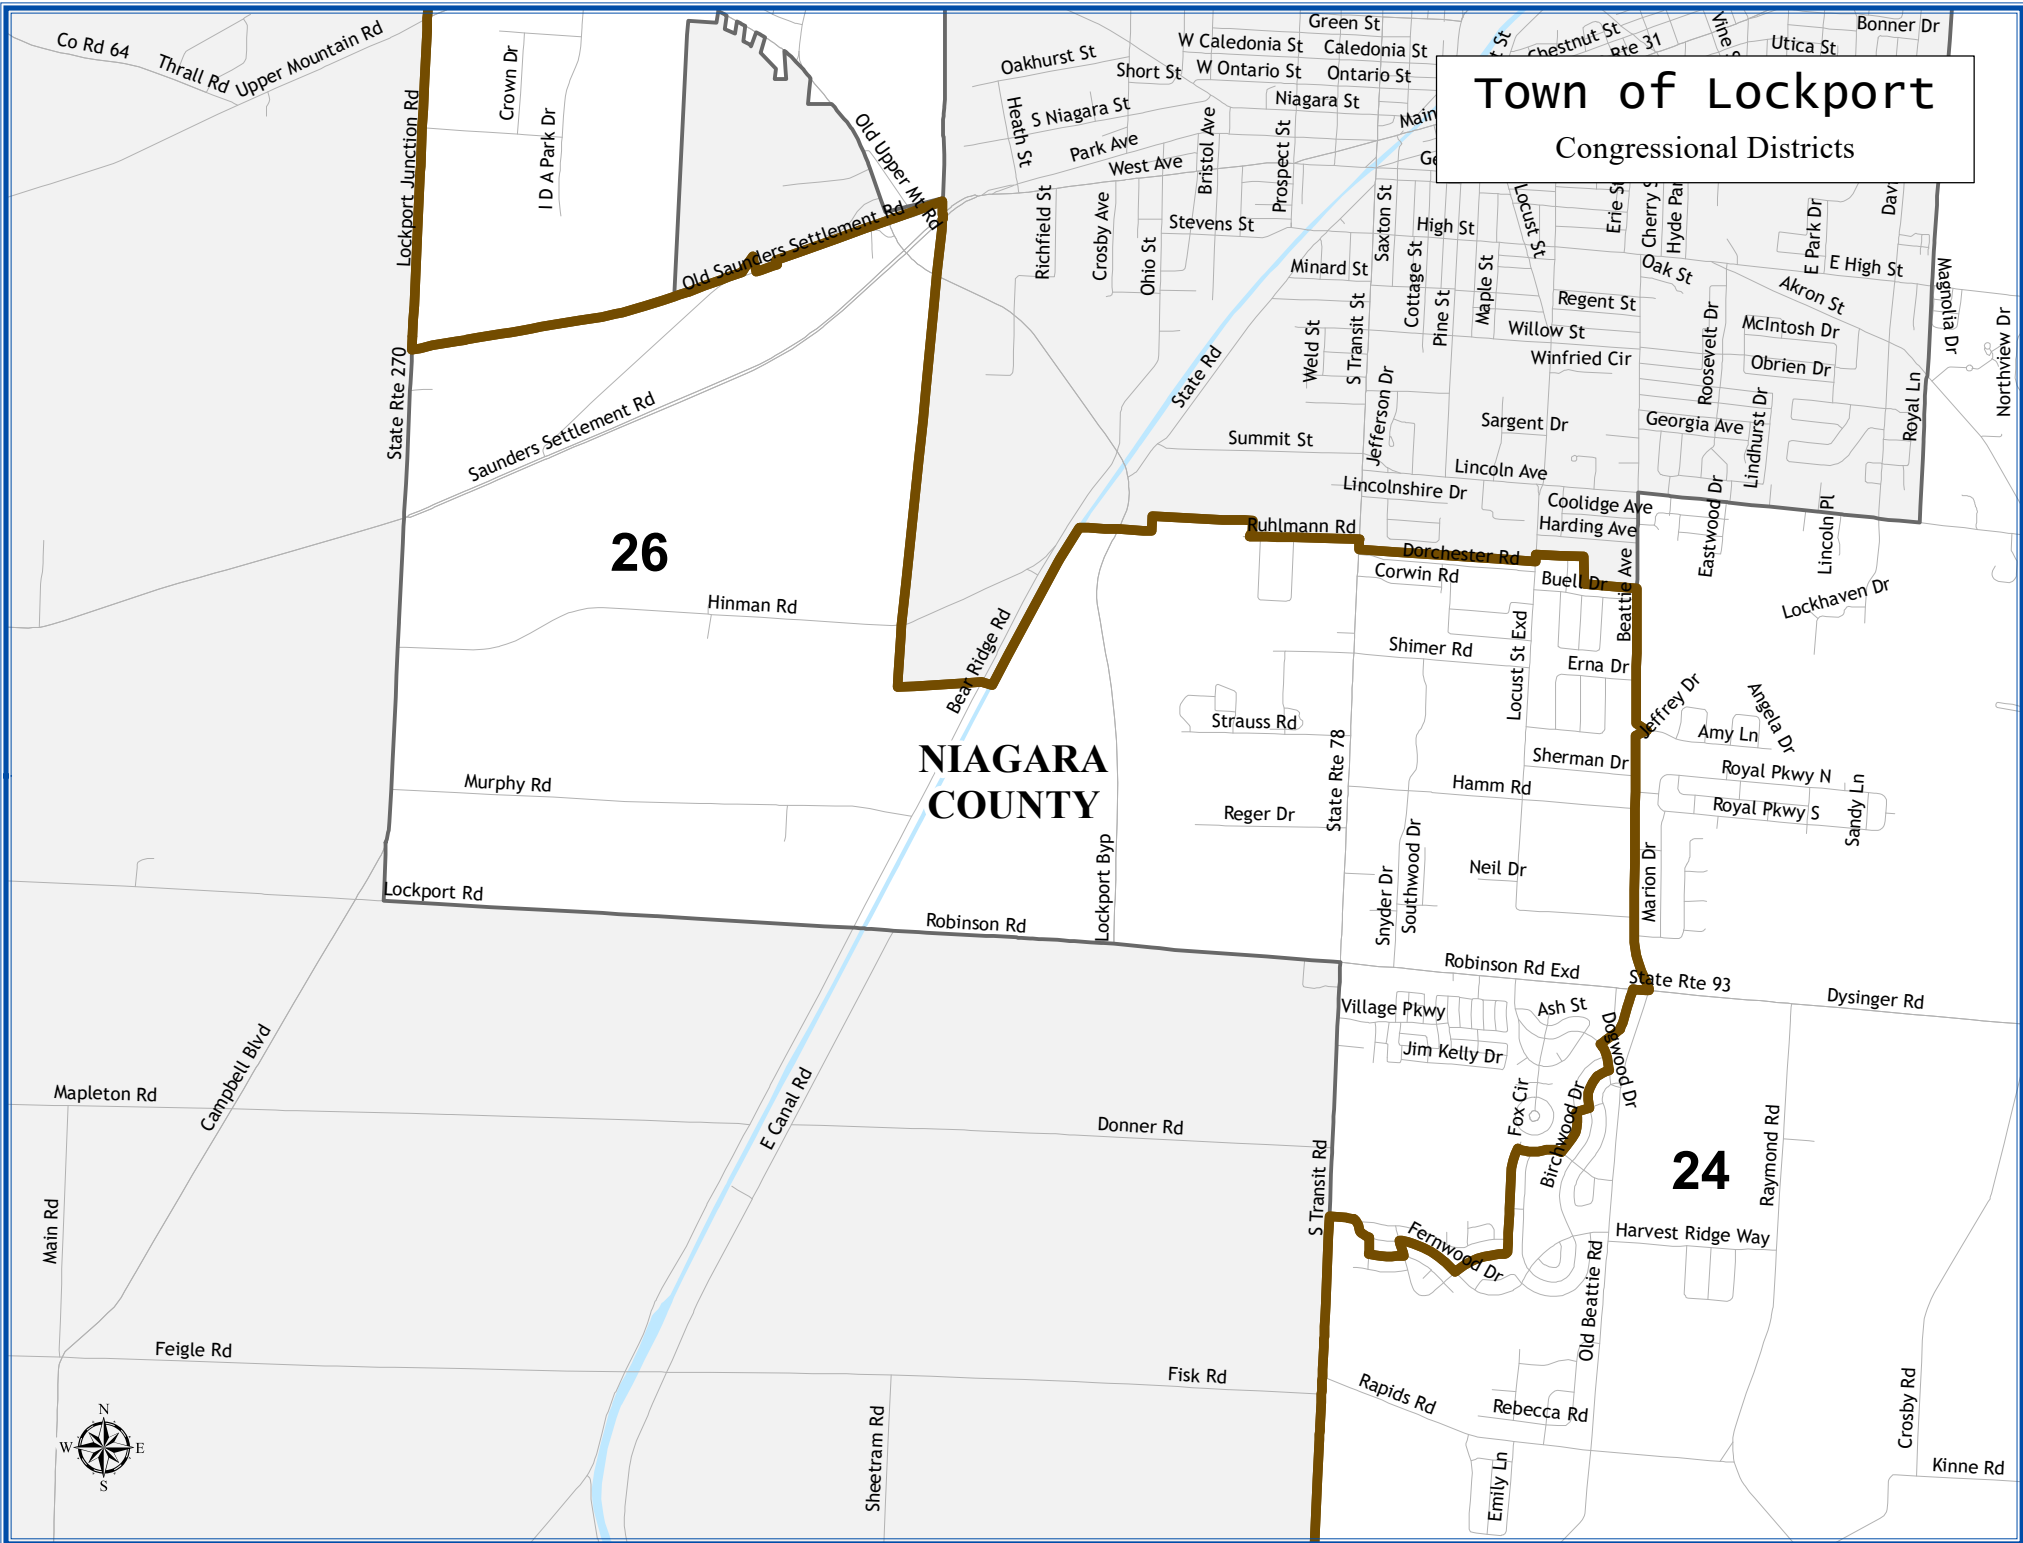 Town of Lockport
Congressional Districts
Co Rd 64
Thrall Rd
Upper Mountain Rd
Lockport Junction Rd
Crown Dr
I D A Park Dr
Old Upper Mt Rd
Old Saunders Settlement Rd
Oakhurst St
Heath St
S Niagara St
Short St
Park Ave
West Ave
W Caledonia St
W Ontario St
Green St
Caledonia St
Ontario St
Niagara St
Bristol Ave
Prospect St
Main
Chestnut St
Rte 31
Utica St
Bonner Dr
Richfield St
Crosby Ave
Ohio St
Stevens St
Saxton St
High St
Locust St
Erie St
Cherry S
Hyde Par
E Park Dr
Davi
E High St
Magnolia Dr
Northview Dr
Minard St
Cottage St
Pine St
Maple St
Oak St
Akron St
Regent St
Willow St
Winfried Cir
Roosevelt Dr
McIntosh Dr
Obrien Dr
Royal Ln
Weld St
S Transit St
Jefferson Dr
State Rd
Sargent Dr
Georgia Ave
Lindhurst Dr
Summit St
Lincoln Ave
Lincolnshire Dr
Coolidge Ave
Harding Ave
Eastwood Dr
Lincoln Pl
Lockhaven Dr
State Rte 270
Saunders Settlement Rd
26
Hinman Rd
Bear Ridge Rd
Ruhlmann Rd
Dorchester Rd
Corwin Rd
Buell Dr
Beattie Ave
Shimer Rd
Locust St Exd
Erna Dr
Jeffrey Dr
Angela Dr
Amy Ln
Strauss Rd
State Rte 78
Sherman Dr
Royal Pkwy N
Royal Pkwy S
Sandy Ln
NIAGARA
COUNTY
Murphy Rd
Hamm Rd
Reger Dr
Southwood Dr
Snyder Dr
Neil Dr
Marion Dr
Lockport Byp
Lockport Rd
Robinson Rd
Robinson Rd Exd
State Rte 93
Dysinger Rd
Village Pkwy
Ash St
Dogwood Dr
Jim Kelly Dr
Campbell Blvd
Mapleton Rd
E Canal Rd
Donner Rd
S Transit Rd
Fox Cir
Birchwood Dr
24
Raymond Rd
Main Rd
Fernwood Dr
Harvest Ridge Way
Old Beattie Rd
Feigle Rd
Fisk Rd
Rapids Rd
Rebecca Rd
Crosby Rd
Sheetram Rd
Emily Ln
Kinne Rd
N
W
E
S